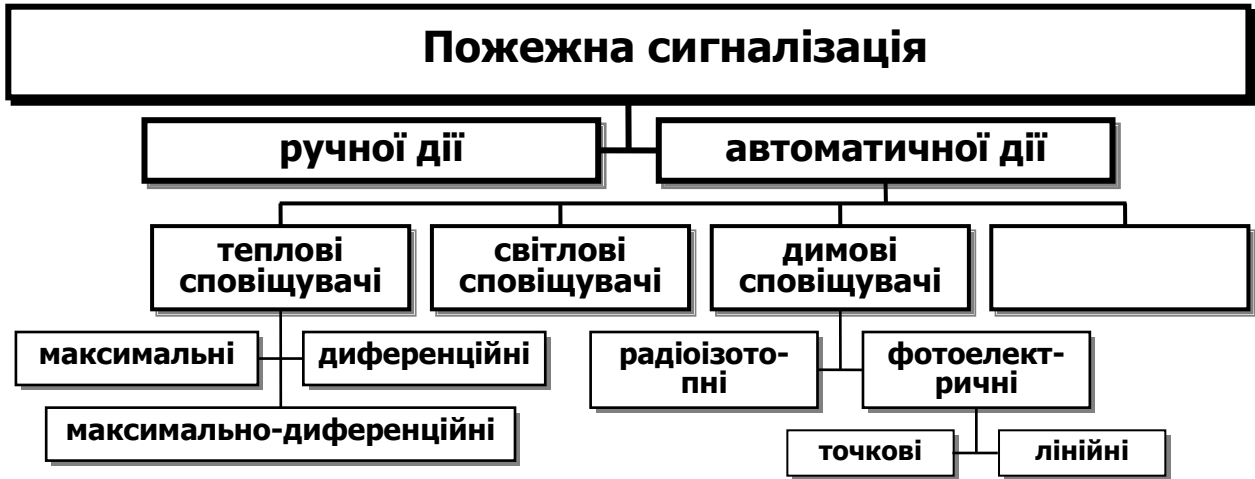 Пожежна сигналізація
ручної дії
автоматичної дії
теплові
сповіщувачі
світлові
сповіщувачі
димові
сповіщувачі
максимальні
диференційні
радіоізото-
пні
фотоелект-
ричні
максимально-диференційні
точкові
лінійні